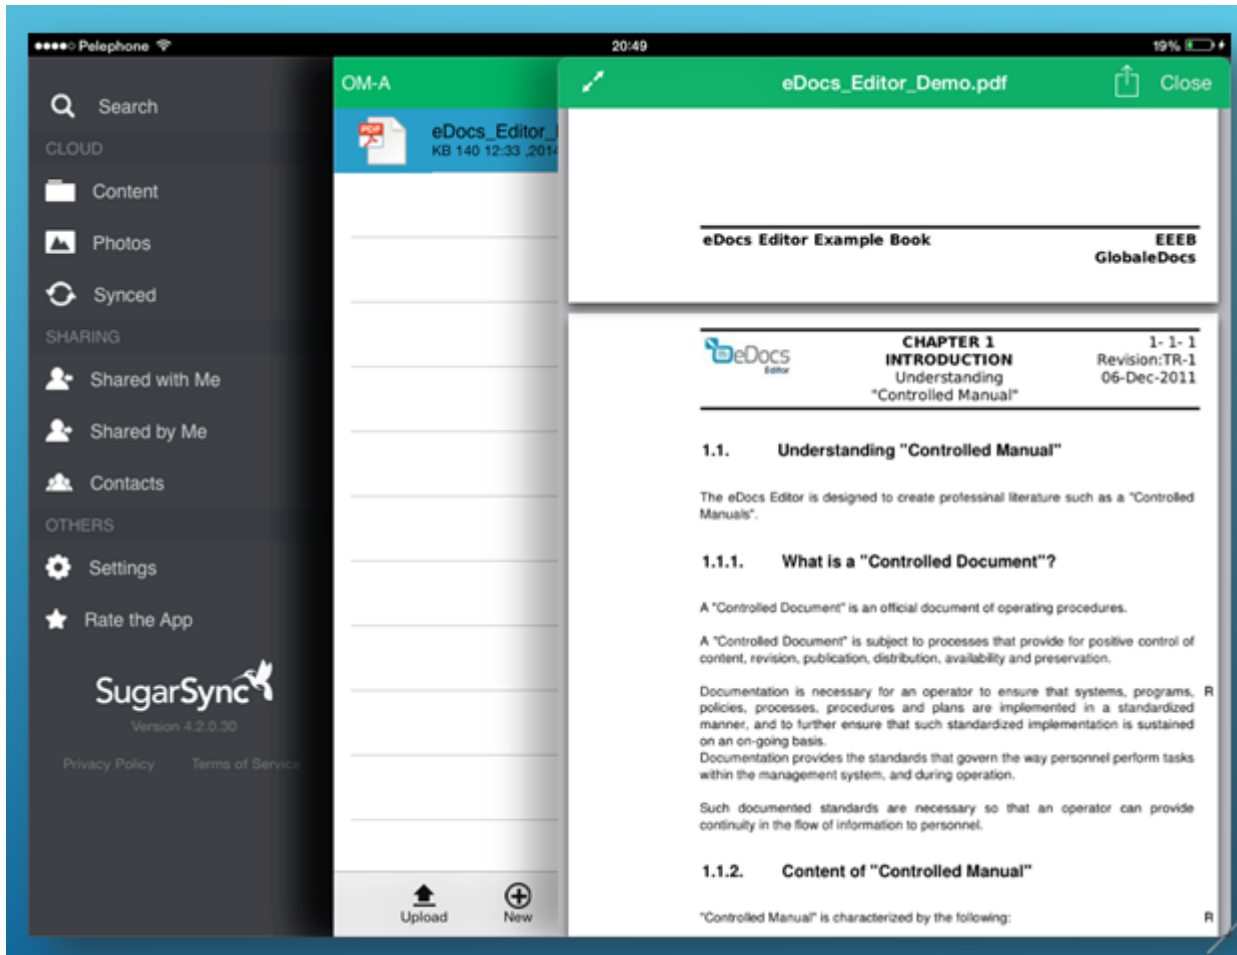 Pelephone
20:49
19%
Search
CLOUD
Content
Photos
Synced
SHARING
Shared with Me
Shared by Me
Contacts
OTHERS
Settings
Rate the App
SugarSync
Version 4.2.0.30
Privacy Policy Terms of Service
OM-A
PDF
eDocs_Editor_
KB 140 12:33 ,2014
Upload New
eDocs_Editor_Demo.pdf
Close
eDocs Editor Example Book EEEB
GlobaleDocs
eDocs
Editor
CHAPTER 1
INTRODUCTION
Understanding
"Controlled Manual"
1- 1- 1
Revision:TR-1
06-Dec-2011
1.1. Understanding "Controlled Manual"
The eDocs Editor is designed to create professinal literature such as a "Controlled
Manuals".
1.1.1. What is a "Controlled Document"?
A "Controlled Document" is an official document of operating procedures.
A "Controlled Document" is subject to processes that provide for positive control of
content, revision, publication, distribution, availability and preservation.
Documentation is necessary for an operator to ensure that systems, programs, R
policies, processes, procedures and plans are implemented in a standardized
manner, and to further ensure that such standardized implementation is sustained
on an on-going basis.
Documentation provides the standards that govern the way personnel perform tasks
within the management system, and during operation.
Such documented standards are necessary so that an operator can provide
continuity in the flow of information to personnel.
1.1.2. Content of "Controlled Manual"
"Controlled Manual" is characterized by the following: R